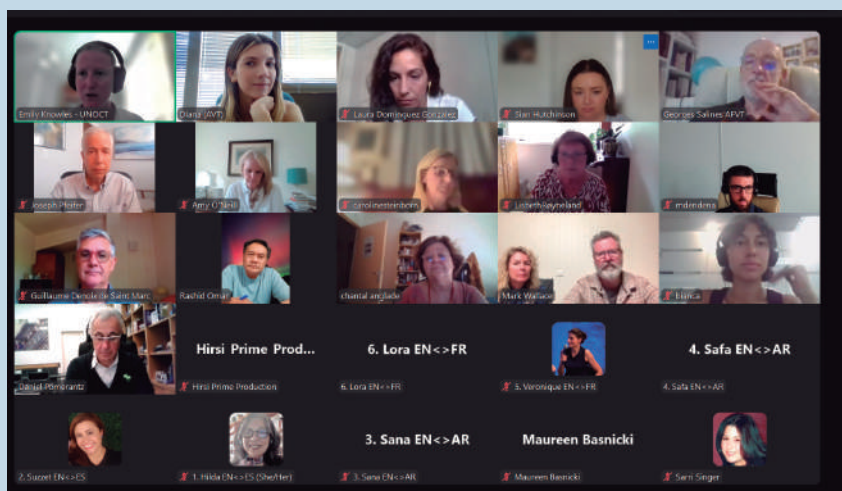 Emily Knowles - UNOCT
Diana (AVT)
Laura Dominguez Gonzalez
Sian Hutchinson
Georges Salines AFVT
Joseph Pfeifer
Amy O'Neill
carolinesteinborn
LisbethRøyneland
mdendena
Guillaume Denoix de Saint Marc
Rashid Omar
chantal anglade
Mark Wallace
bianca
Daniel Pomerantz
Hirsi Prime Prod...
Hirsi Prime Production
6. Lora EN<>FR
6. Lora EN<>FR
3. Veronique EN<>FR
4. Safa EN<>AR
4. Safa EN<>AR
2. Suzzet EN<>ES
1. Hilda EN<>ES (She/Her)
3. Sana EN<>AR
3. Sana EN<>AR
Maureen Basnicki
Maureen Basnicki
Sarri Singer